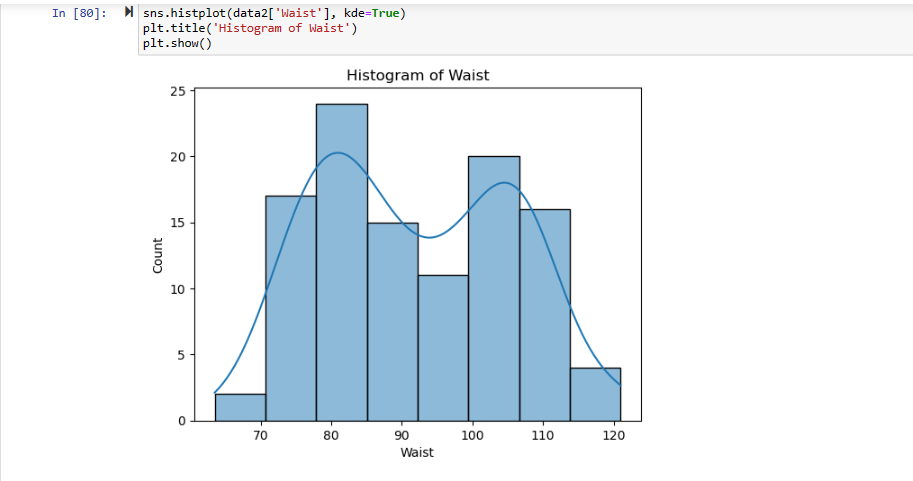 In [80]:
sns.histplot(data2['Waist'], kde=True)
plt.title('Histogram of Waist')
plt.show()
Histogram of Waist
25
20
15
10
5
0
Count
70 80 90 100 110 120
Waist